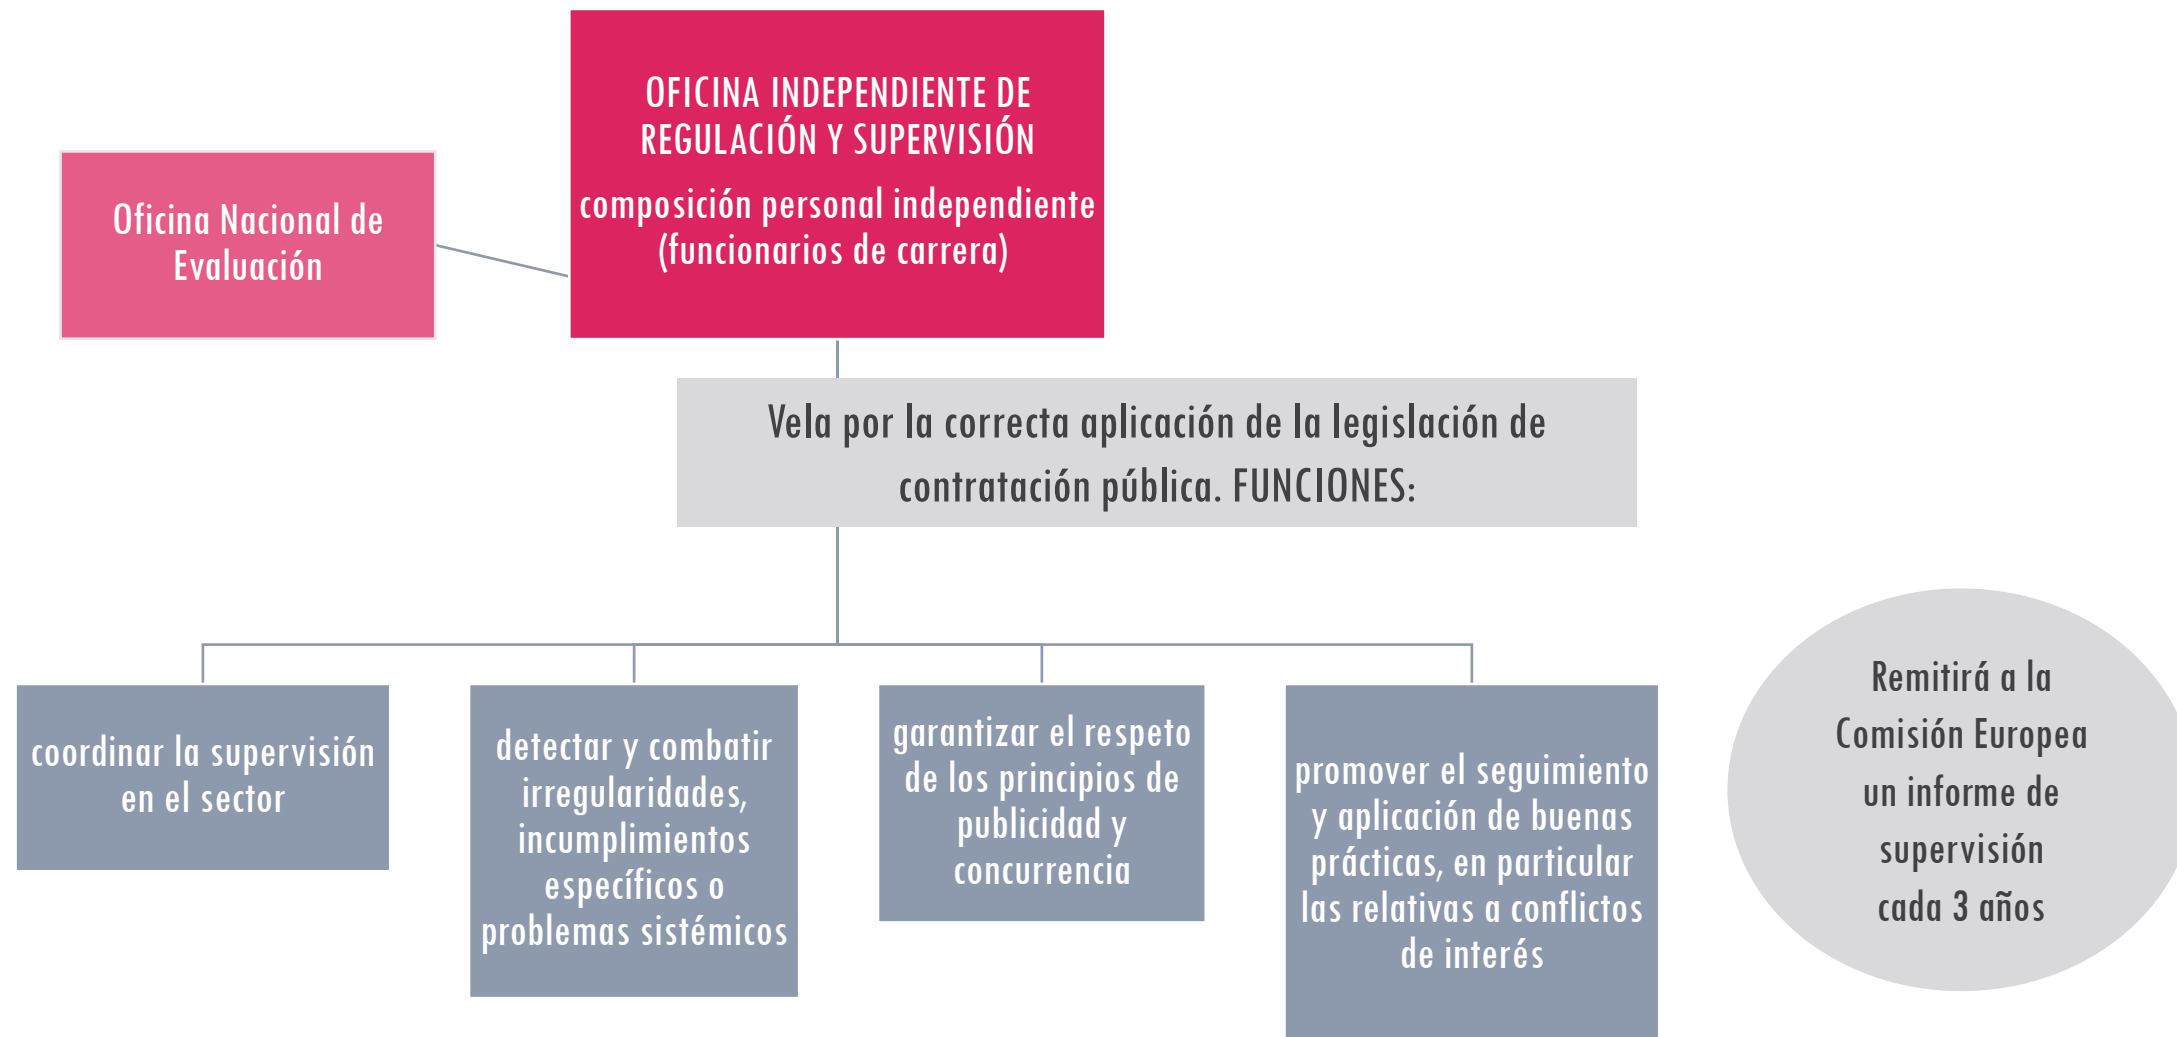 OFICINA INDEPENDIENTE DE
REGULACIÓN Y SUPERVISIÓN
composición personal independiente
(funcionarios de carrera)
Oficina Nacional de
Evaluación
Vela por la correcta aplicación de la legislación de
contratación pública. FUNCIONES:
coordinar la supervisión
en el sector
detectar y combatir
irregularidades,
incumplimientos
específicos o
problemas sistémicos
garantizar el respeto
de los principios de
publicidad y
concurrencia
promover el seguimiento
y aplicación de buenas
prácticas, en particular
las relativas a conflictos
de interés
Remitirá a la
Comisión Europea
un informe de
supervisión
cada 3 años